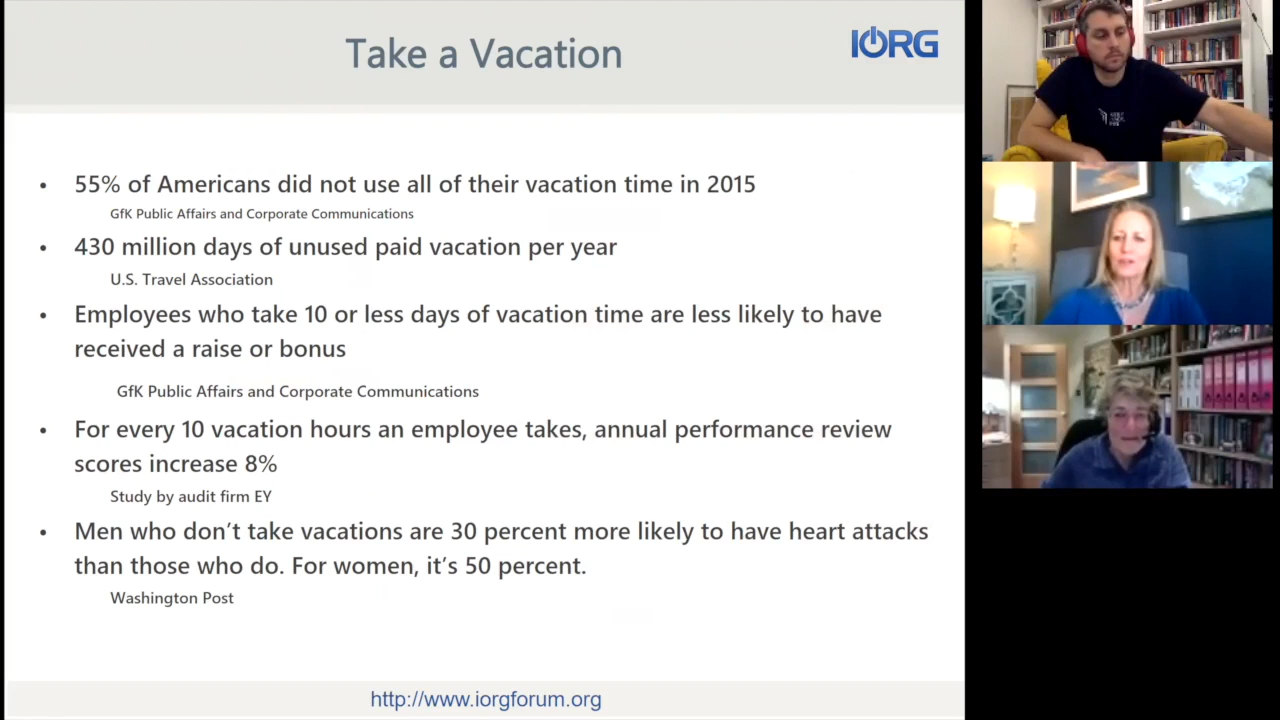 Take a Vacation
IORG
• 55% of Americans did not use all of their vacation time in 2015
GfK Public Affairs and Corporate Communications
• 430 million days of unused paid vacation per year
U.S. Travel Association
• Employees who take 10 or less days of vacation time are less likely to have
received a raise or bonus
GfK Public Affairs and Corporate Communications
• For every 10 vacation hours an employee takes, annual performance review
scores increase 8%
Study by audit firm EY
• Men who don’t take vacations are 30 percent more likely to have heart attacks
than those who do. For women, it’s 50 percent.
Washington Post
http://www.iorgforum.org